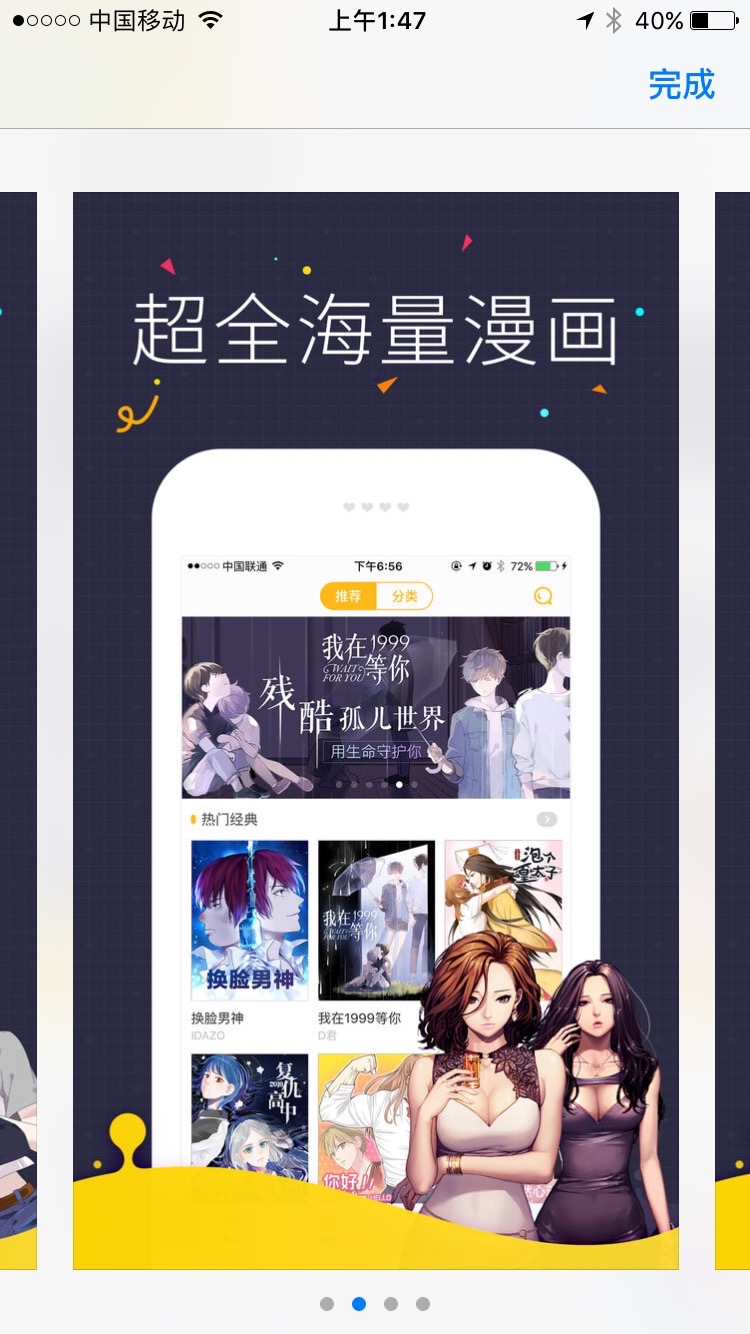 中国移动 上午1:47 40%
完成
超全海量漫画
中国联通 下午6:56 72%
推荐 分类
我在1999
等你
WAIT
FOR YOU
残酷孤儿世界
用生命守护你
热门经典
换脸男神
我在1999
等你
WAIT
FOR YOU
泡个
皇太子
换脸男神 我在1999等你
IDAZO D君
复仇
高中
你好!!
HELLO